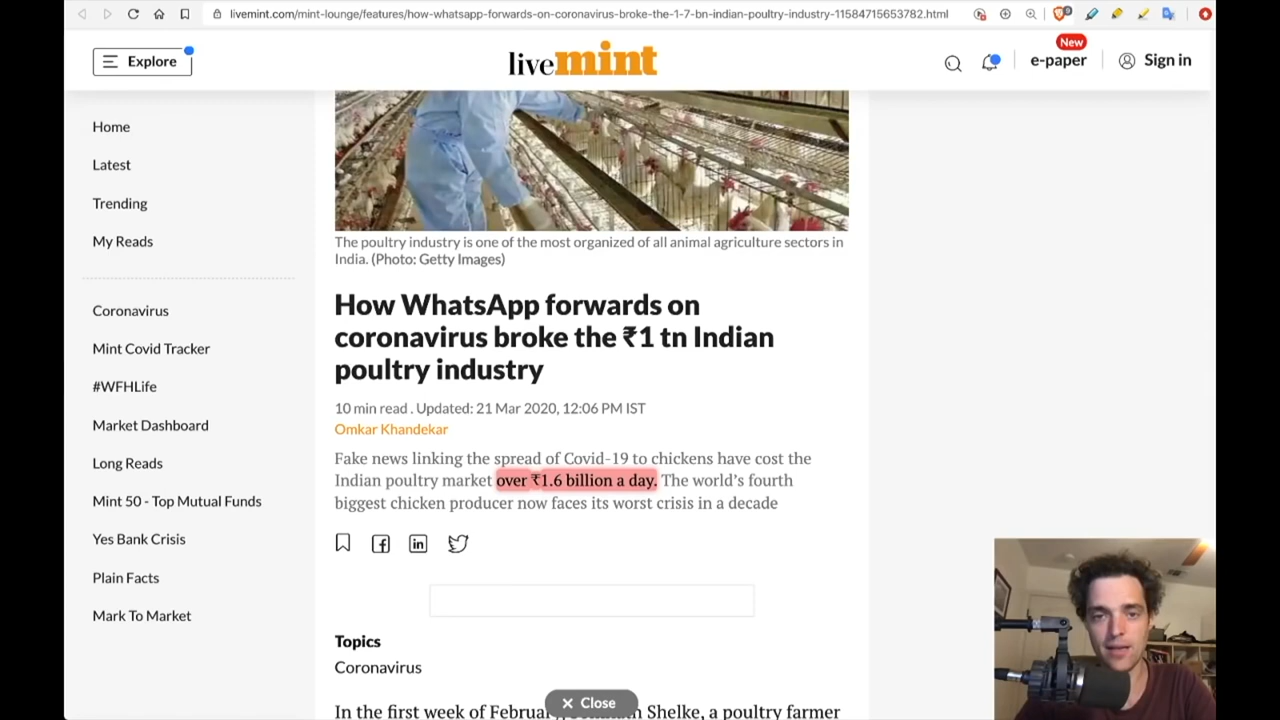 livemint.com/mint-lounge/features/how-whatsapp-forwards-on-coronavirus-broke-the-1-7-bn-indian-poultry-industry-11584715653782.html
Explore
livemint
New
e-paper
Sign in
Home
Latest
Trending
My Reads
Coronavirus
Mint Covid Tracker
#WFHLife
Market Dashboard
Long Reads
Mint 50 - Top Mutual Funds
Yes Bank Crisis
Plain Facts
Mark To Market
The poultry industry is one of the most organized of all animal agriculture sectors in
India. (Photo: Getty Images)
How WhatsApp forwards on
coronavirus broke the ₹1 tn Indian
poultry industry
10 min read . Updated: 21 Mar 2020, 12:06 PM IST
Omkar Khandekar
Fake news linking the spread of Covid-19 to chickens have cost the
Indian poultry market over ₹1.6 billion a day. The world's fourth
biggest chicken producer now faces its worst crisis in a decade
Topics
Coronavirus
× Close
In the first week of Shelke, a poultry farmer